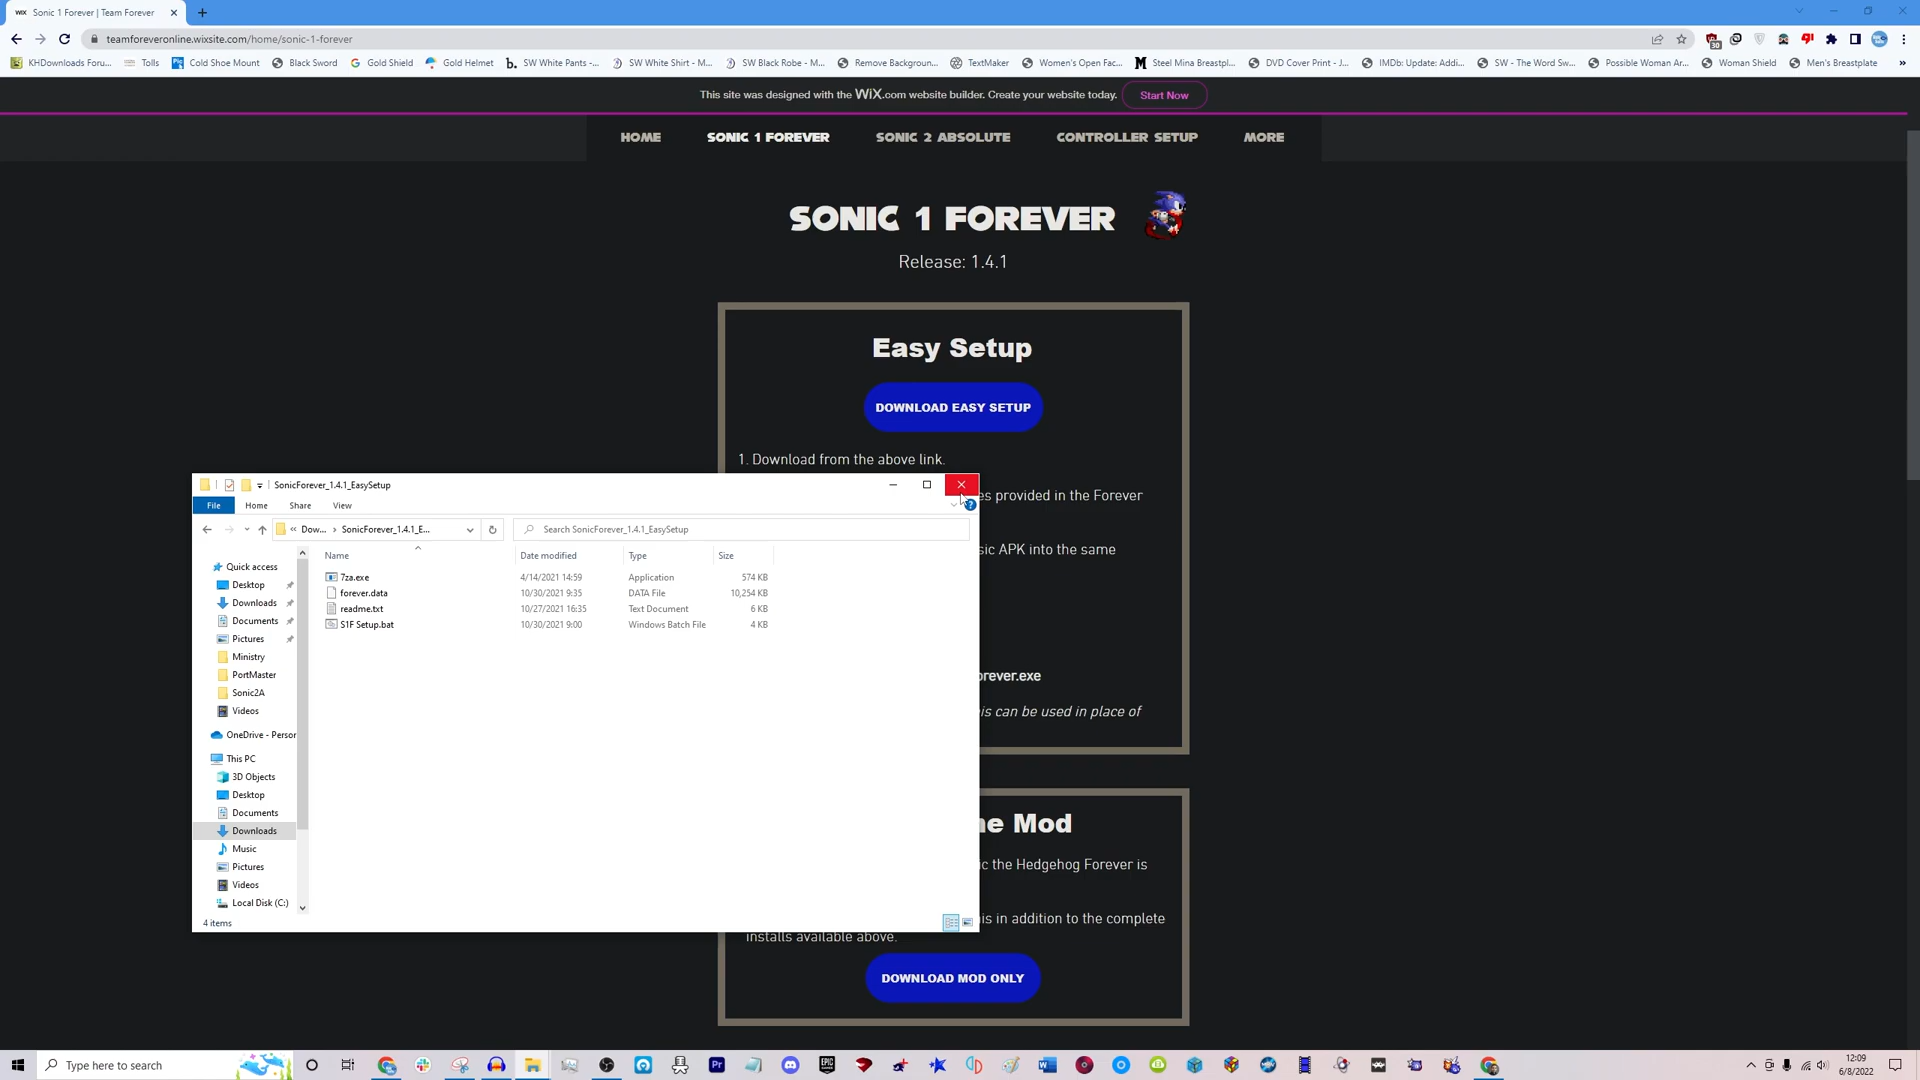 WiX Sonic 1 Forever | Team Forever
teamforeveronline.wixsite.com/home/sonic-1-forever
30
KHDownloads Foru... Tolls Cold Shoe Mount Black Sword Gold Shield Gold Helmet SW White Pants -... SW White Shirt - M... SW Black Robe - M... Remove Backgroun... TextMaker Women's Open Fac... Steel Mina Breastpl... DVD Cover Print - J... IMDb: Update: Addi... SW - The Word Sw... Possible Woman Ar... Woman Shield Men's Breastplate »
This site was designed with the WiX.com website builder. Create your website today. Start Now
HOME SONIC 1 FOREVER SONIC 2 ABSOLUTE CONTROLLER SETUP MORE
SONIC 1 FOREVER
Release: 1.4.1
Easy Setup
DOWNLOAD EASY SETUP
1. Download from the above link.
es provided in the Forever
sic APK into the same
orever.exe
is can be used in place of
SonicForever_1.4.1_EasySetup
File Home Share View
« Dow... › SonicForever_1.4.1_E... Search SonicForever_1.4.1_EasySetup
Name Date modified Type Size
7za.exe 4/14/2021 14:59 Application 574 KB
forever.data 10/30/2021 9:35 DATA File 10,254 KB
readme.txt 10/27/2021 16:35 Text Document 6 KB
S1F Setup.bat 10/30/2021 9:00 Windows Batch File 4 KB
Quick access
Desktop
Downloads
Documents
Pictures
Ministry
PortMaster
Sonic2A
Videos
OneDrive - Person
This PC
3D Objects
Desktop
Documents
Downloads
Music
Pictures
Videos
Local Disk (C:)
4 items
ne Mod
ic the Hedgehog Forever is
is in addition to the complete
installs available above.
DOWNLOAD MOD ONLY
Type here to search
12:09
6/8/2022